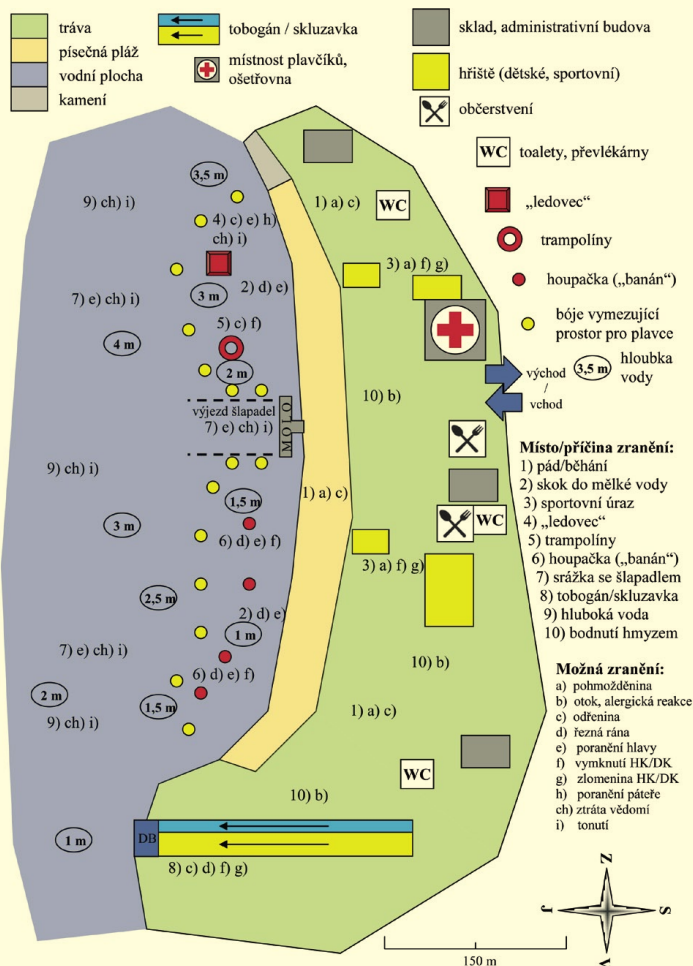 tráva
písečná pláž
vodní plocha
kamení
tobogán / skluzavka
místnost plavčíků,
ošetřovna
sklad, administrativní budova
hřiště (dětské, sportovní)
občerstvení
WC
toalety, převlékárny
„ledovec“
trampolíny
houpačka („banán“)
bóje vymezující
prostor pro plavce
3,5 m
hloubka
vody
3,5 m
9) ch) i)
4) c) e) h)
ch) i)
1) a) c)
WC
3) a) f) g)
2) d) e)
3 m
7) e) ch) i)
5) c) f)
4 m
2 m
východ
/
vchod
10) b)
výjezd šlapadel
7) e) ch) i)
MOLO
9) ch) i)
1,5 m
1) a) c)
3 m
6) d) e) f)
WC
3) a) f) g)
2,5 m
2) d) e)
1 m
7) e) ch) i)
6) d) e) f)
10) b)
2 m
1,5 m
9) ch) i)
1) a) c)
WC
10) b)
1 m
DB
8) c) d) f) g)
Místo/příčina zranění:
1) pád/běhání
2) skok do mělké vody
3) sportovní úraz
4) „ledovec“
5) trampolíny
6) houpačka („banán“)
7) srážka se šlapadlem
8) tobogán/skluzavka
9) hluboká voda
10) bodnutí hmyzem
Možná zranění:
a) pohmožděnina
b) otok, alergická reakce
c) odřenina
d) řezná rána
e) poranění hlavy
f) vymknutí HK/DK
g) zlomenina HK/DK
h) poranění páteře
ch) ztráta vědomí
i) tonutí
Z
J
S
V
150 m